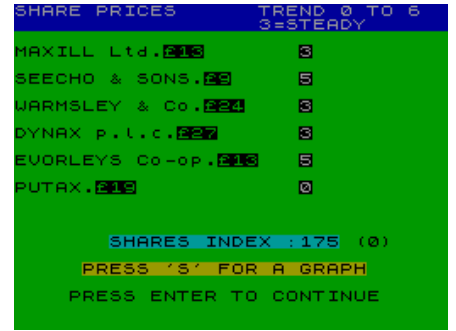 SHARE PRICES TREND 0 TO 6
3=STEADY
MAXILL Ltd.£13 3
SEECHO & SONS.£9 5
WARMSLEY & Co.£24 3
DYNAX p.l.c.£27 3
EVORLEYS Co-op.£13 5
PUTAX.£19 0
SHARES INDEX :175 (0)
PRESS 'S' FOR A GRAPH
PRESS ENTER TO CONTINUE